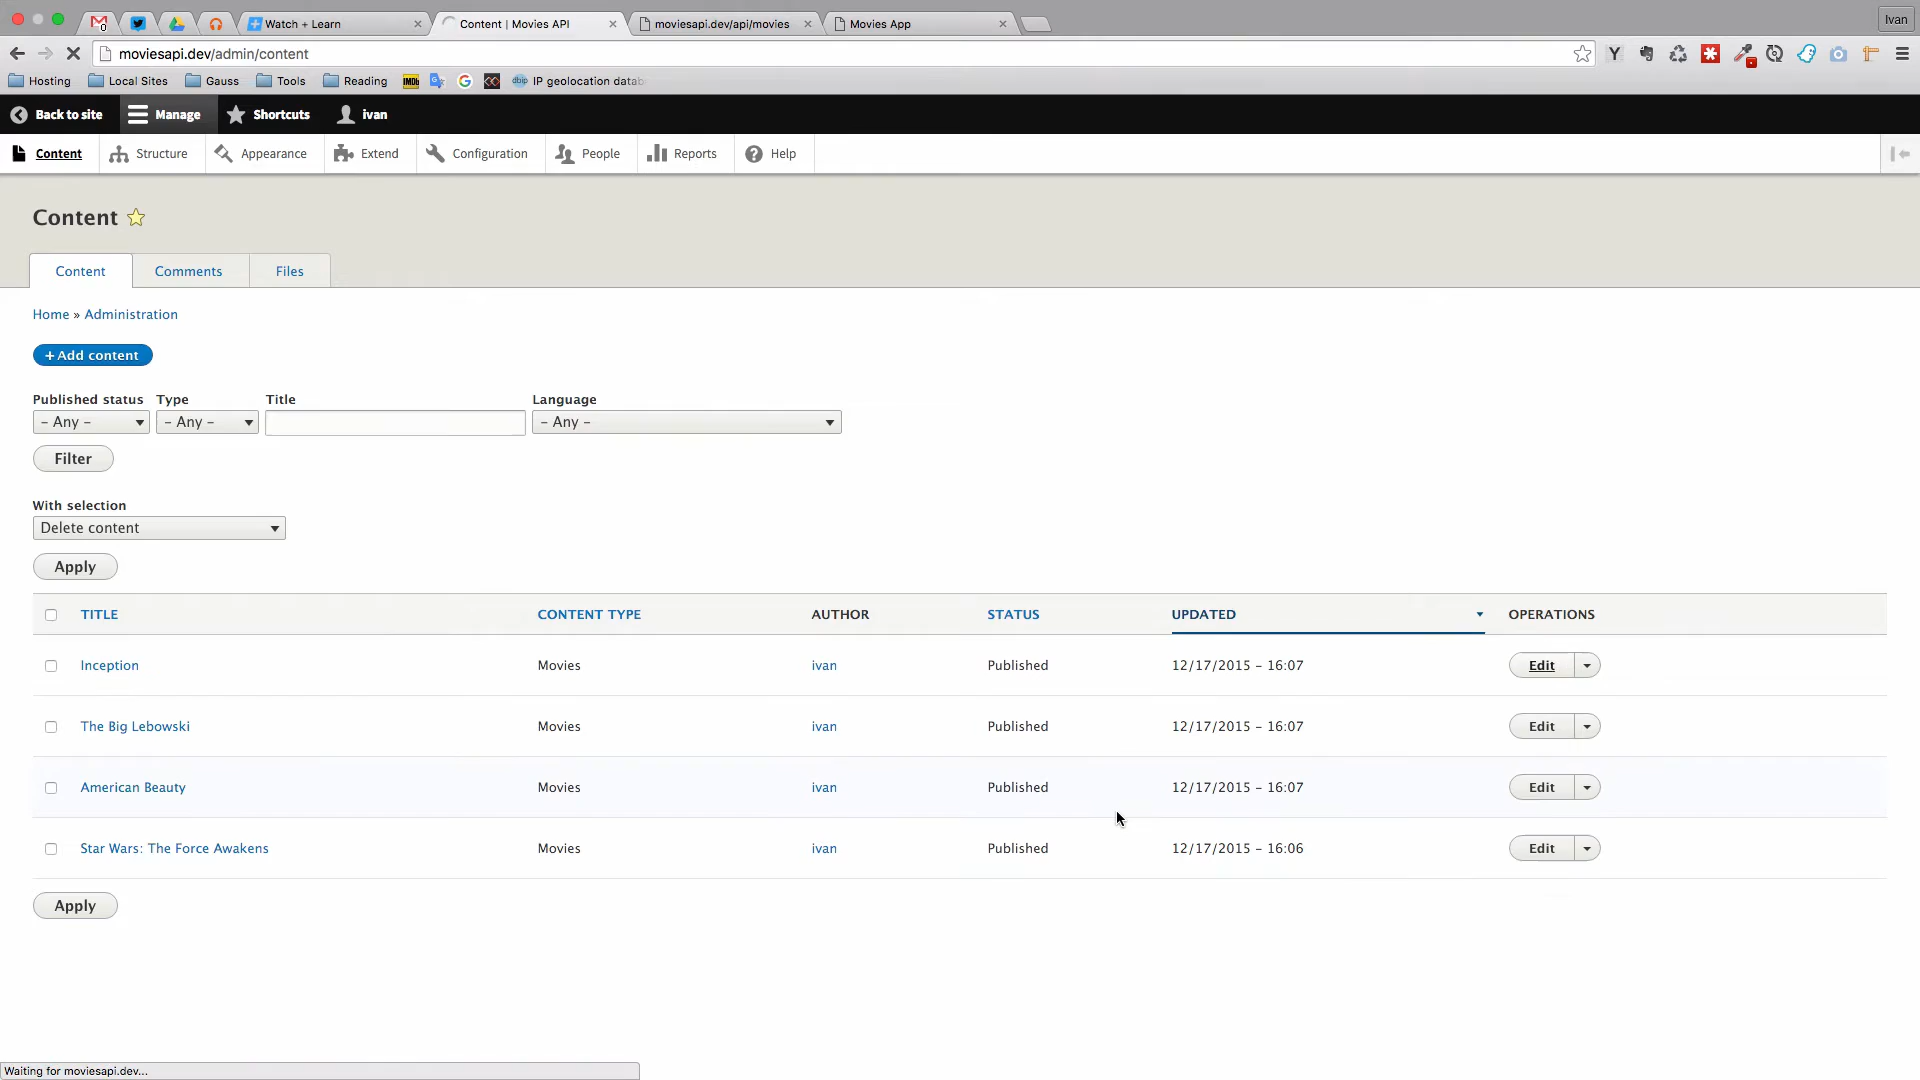 Watch + Learn
Content | Movies API
moviesapi.dev/api/movies
Movies App
Ivan
moviesapi.dev/admin/content
Hosting
Local Sites
Gauss
Tools
Reading
IMDb
dbip
IP geolocation datab
Back to site
Manage
Shortcuts
ivan
Content
Structure
Appearance
Extend
Configuration
People
Reports
Help
Content
Content
Comments
Files
Home » Administration
+ Add content
Published status
Type
Title
Language
– Any –
– Any –
– Any –
Filter
With selection
Delete content
Apply
TITLE CONTENT TYPE AUTHOR STATUS UPDATED OPERATIONS
Inception Movies ivan Published 12/17/2015 – 16:07 Edit
The Big Lebowski Movies ivan Published 12/17/2015 – 16:07 Edit
American Beauty Movies ivan Published 12/17/2015 – 16:07 Edit
Star Wars: The Force Awakens Movies ivan Published 12/17/2015 – 16:06 Edit
Apply
Waiting for moviesapi.dev...